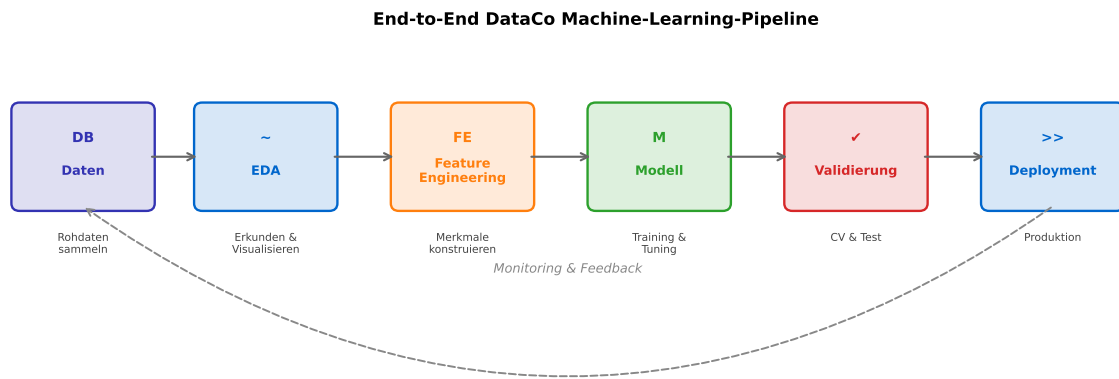 End-to-End DataCo Machine-Learning-Pipeline
DB
Daten
~
EDA
FE
Feature
Engineering
M
Modell
✔
Validierung
>>
Deployment
Rohdaten
sammeln
Erkunden &
Visualisieren
Merkmale
konstruieren
Training &
Tuning
CV & Test
Produktion
Monitoring & Feedback